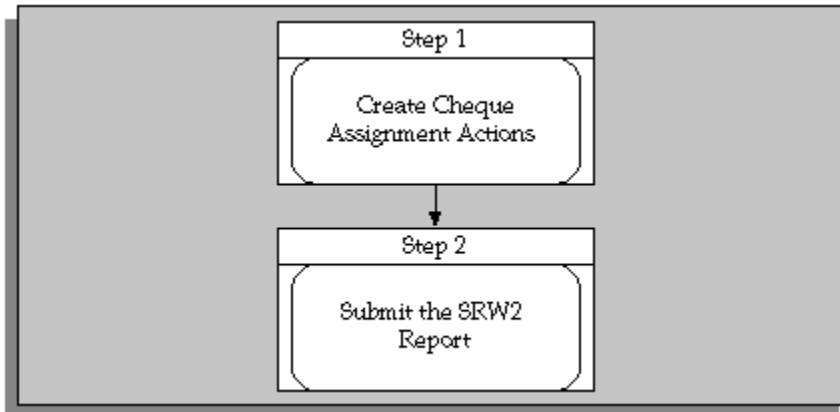 Step 1
Create Cheque
Assignment Actions
Step 2
Submit the SRW2
Report